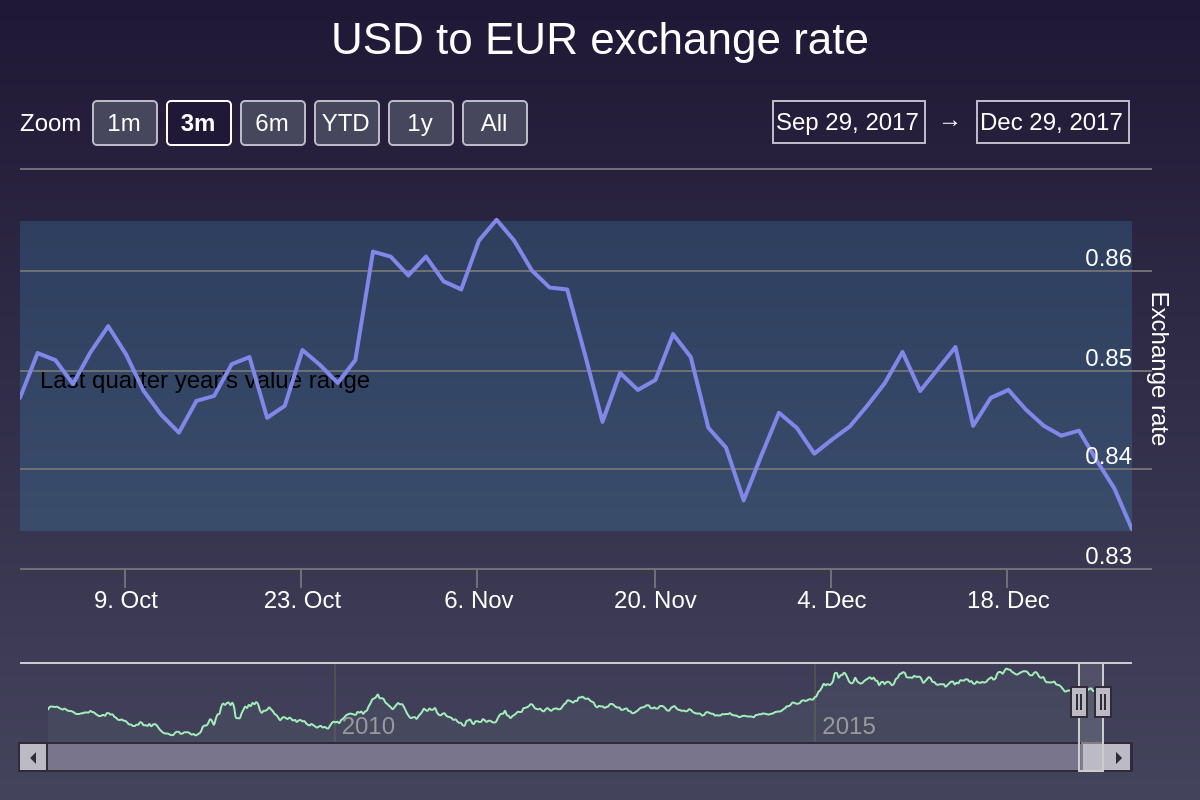 USD to EUR exchange rate
Zoom 1m 3m 6m YTD 1y All Sep 29, 2017 → Dec 29, 2017
0.86
0.85
0.84
0.83
Exchange rate
Last quarter year's value range
9. Oct 23. Oct 6. Nov 20. Nov 4. Dec 18. Dec
2010 2015